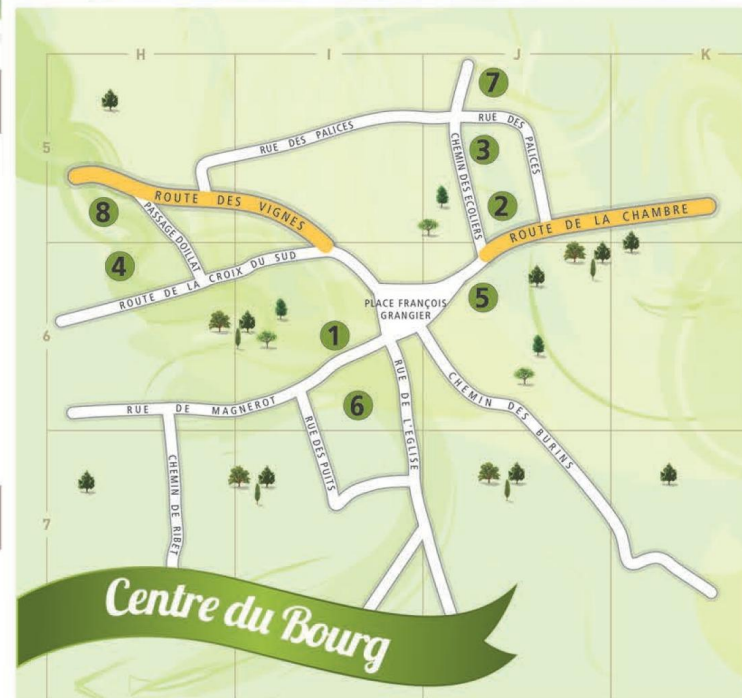 H I J K
5
6
7
7
RUE DES PALICES
RUE DES PALICES
3
CHEMIN DES ECOLIERS
2
8
PASSAGE DOILLAT
ROUTE DES VIGNES
ROUTE DE LA CHAMBRE
4
ROUTE DE LA CROIX DU SUD
5
PLACE FRANÇOIS
GRANGIER
1
6
RUE DE MAGNEROT
RUE DES PUITS
RUE DE L'EGLISE
CHEMIN DES BURINS
CHEMIN DE RIBET
Centre du Bourg